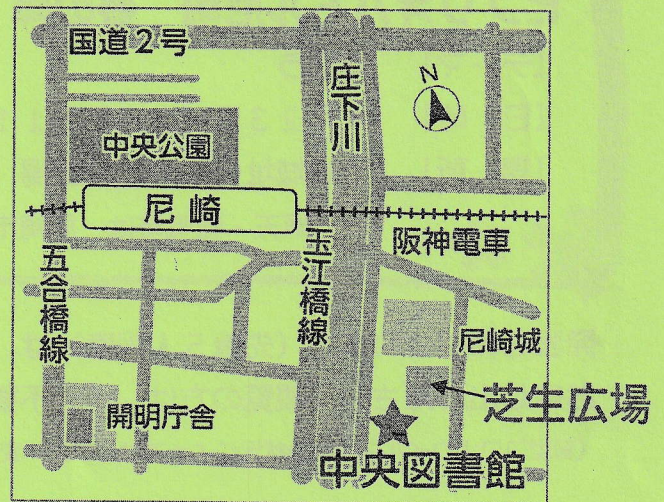 国道2号
庄下川
N
中央公園
尼崎
阪神電車
玉江橋線
五合橋線
尼崎城
芝生広場
開明庁舎
中央図書館